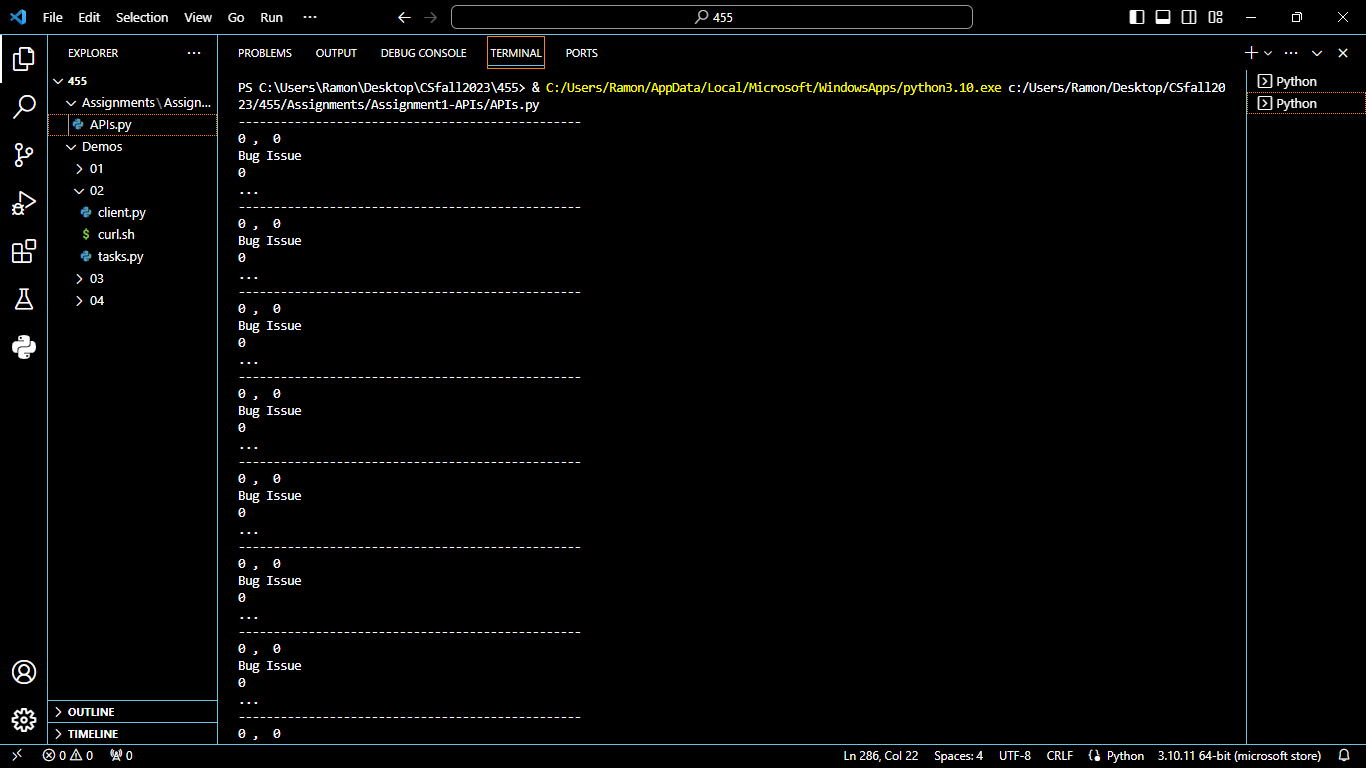 File Edit Selection View Go Run ···
455
EXPLORER ···
455
Assignments \ Assign...
APIs.py
Demos
01
02
client.py
$ curl.sh
tasks.py
03
04
OUTLINE
TIMELINE
PROBLEMS OUTPUT DEBUG CONSOLE TERMINAL PORTS
PS C:\Users\Ramon\Desktop\CSfall2023\455> & C:/Users/Ramon/AppData/Local/Microsoft/WindowsApps/python3.10.exe c:/Users/Ramon/Desktop/CSfall20
23/455/Assignments/Assignment1-APIs/APIs.py
-------------------------------------------------
0 ,  0
Bug Issue
0
...
-------------------------------------------------
0 ,  0
Bug Issue
0
...
-------------------------------------------------
0 ,  0
Bug Issue
0
...
-------------------------------------------------
0 ,  0
Bug Issue
0
...
-------------------------------------------------
0 ,  0
Bug Issue
0
...
-------------------------------------------------
0 ,  0
Bug Issue
0
...
-------------------------------------------------
0 ,  0
Bug Issue
0
...
-------------------------------------------------
0 ,  0
Python
Python
0 0 0 Ln 286, Col 22 Spaces: 4 UTF-8 CRLF Python 3.10.11 64-bit (microsoft store)